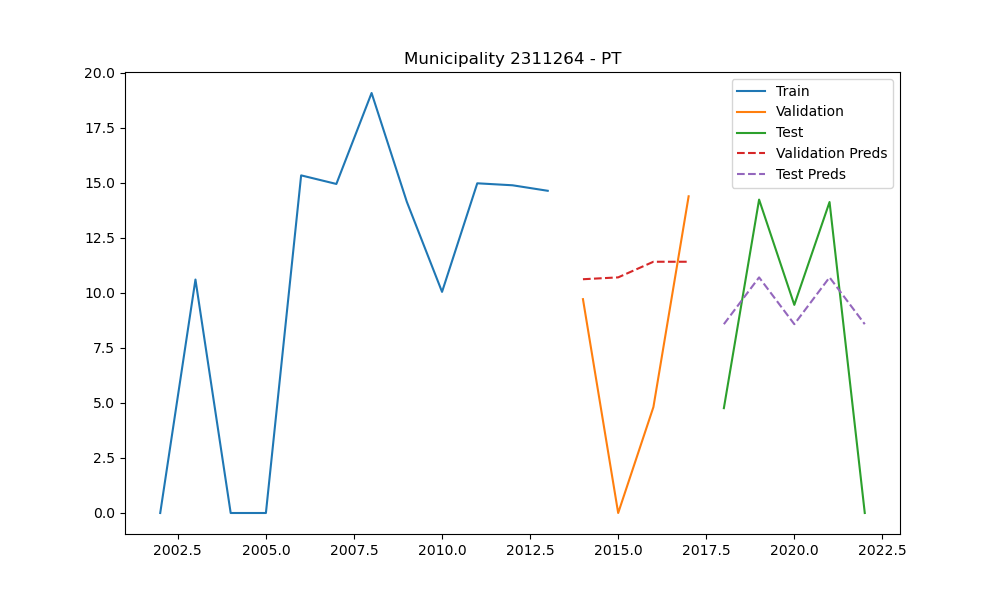 Municipality 2311264 - PT
20.0
17.5
15.0
12.5
10.0
7.5
5.0
2.5
0.0
Train
Validation
Test
Validation Preds
Test Preds
2002.5 2005.0 2007.5 2010.0 2012.5 2015.0 2017.5 2020.0 2022.5